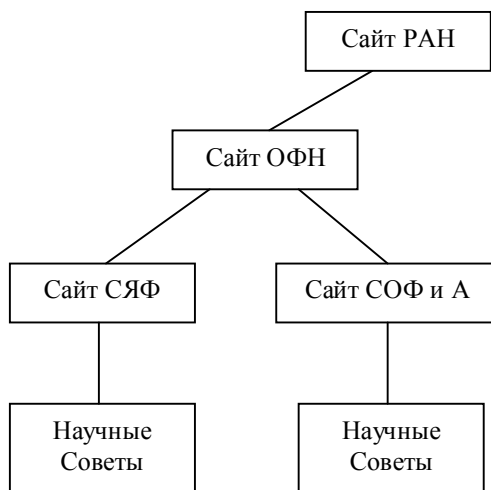 Сайт РАН
Сайт ОФН
Сайт СЯФ
Сайт СОФ и А
Научные
Советы
Научные
Советы